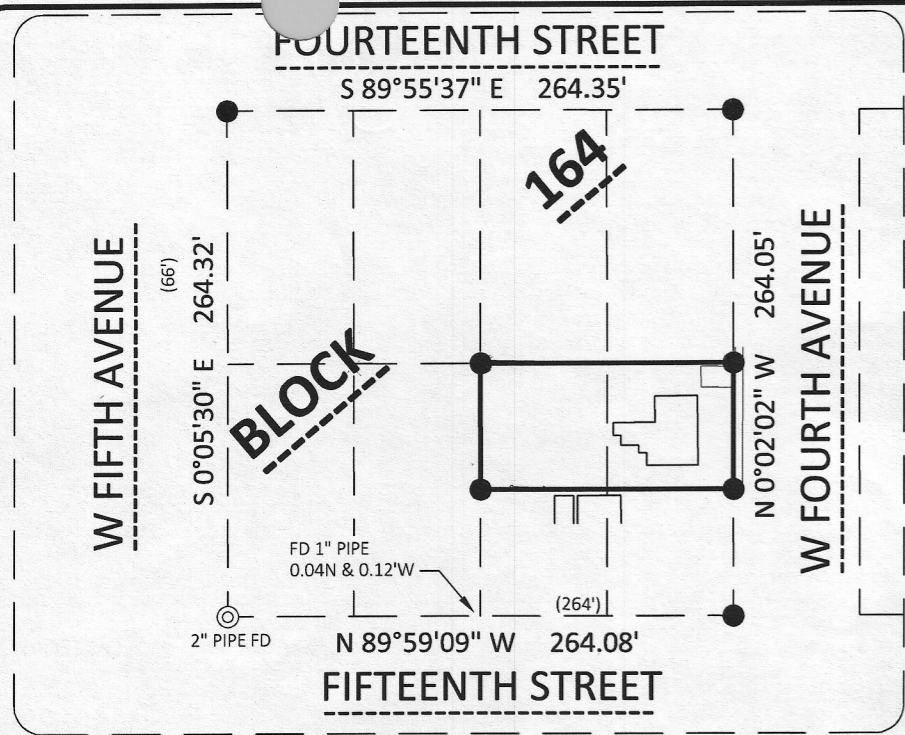 FOURTEENTH STREET
S 89°55'37" E 264.35'
164
W FIFTH AVENUE
(66')
S 0°05'30" E 264.32'
BLOCK
N 0°02'02" W 264.05'
W FOURTH AVENUE
FD 1" PIPE
0.04N & 0.12'W
(264')
2" PIPE FD
N 89°59'09" W 264.08'
FIFTEENTH STREET